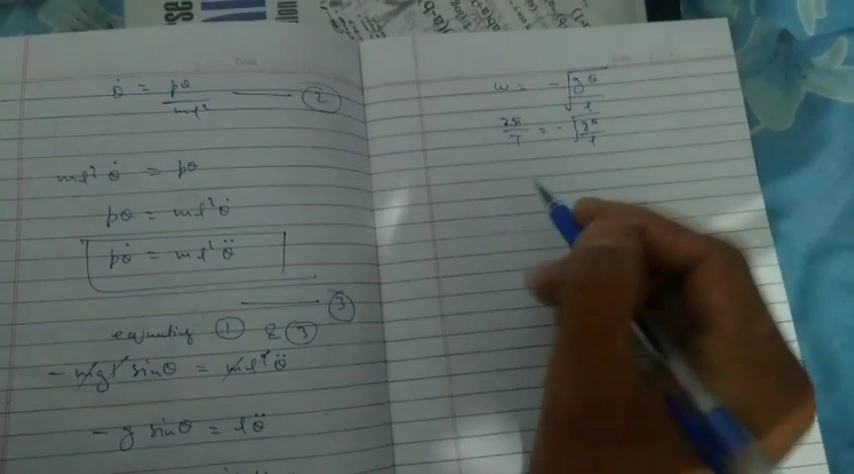 θ̇ = pθ / ml² —— ②
ml² θ̇ = pθ
pθ = ml² θ̇
ṗθ = ml² θ̈
—— ③
equating ① & ③
- mgl sinθ = ml² θ̈
- g sinθ = lθ̈
ω = - √(gθ / l)
2π/T = - √(gθ / l)